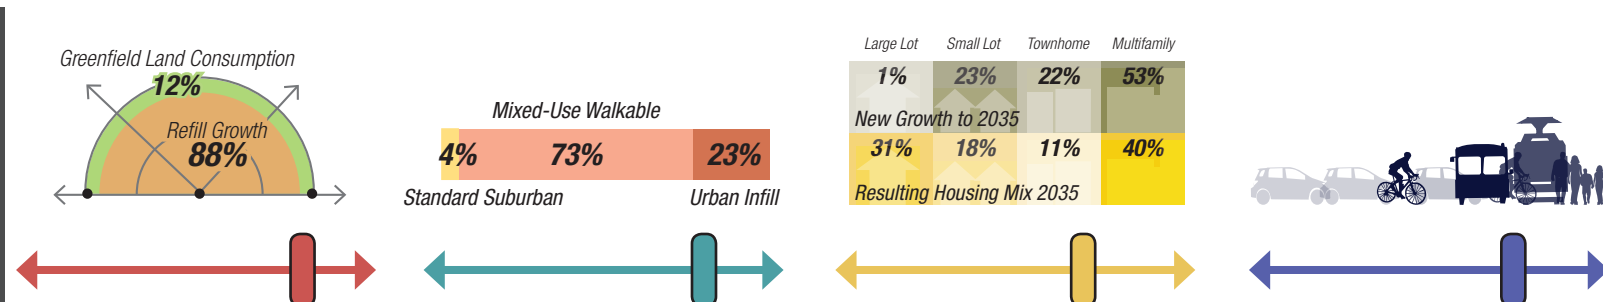 Greenfield Land Consumption
12%
Refill Growth
88%
Mixed-Use Walkable
4% 73% 23%
Standard Suburban Urban Infill
Large Lot Small Lot Townhome Multifamily
1% 23% 22% 53%
New Growth to 2035
31% 18% 11% 40%
Resulting Housing Mix 2035